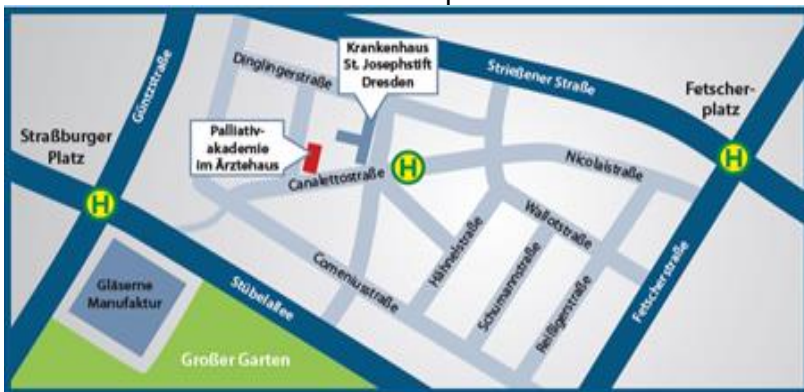 Krankenhaus
St. Josephstift
Dresden
Dinglingerstraße
Striesener Straße
Fetscher-
platz
Güntzstraße
Straßburger
Platz
Palliativ-
akademie
im Ärztehaus
H
H
H
Nicolaistraße
Canalettostraße
Wallotstraße
Hähnelstraße
Comeniusstraße
Schumannstraße
Reißigerstraße
Fetscherstraße
Gläserne
Manufaktur
Stübelallee
Großer Garten